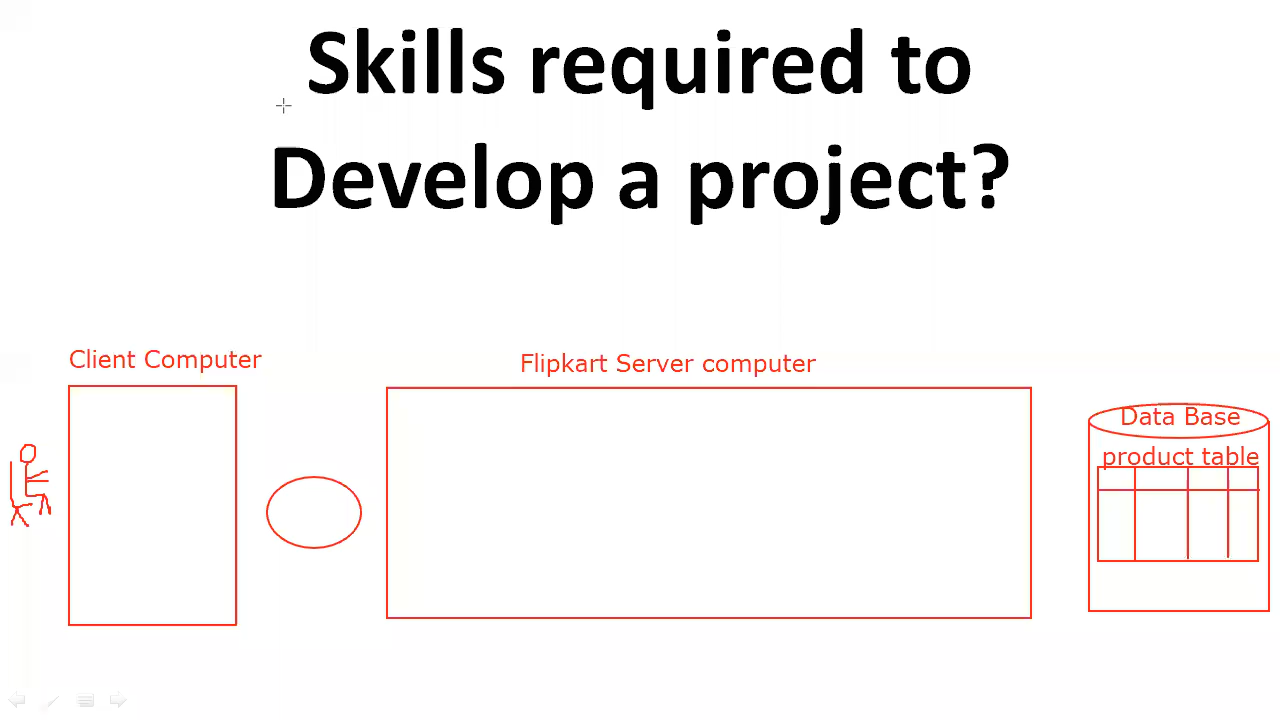 Skills required to
Develop a project?
Client Computer
Flipkart Server computer
Data Base
product table